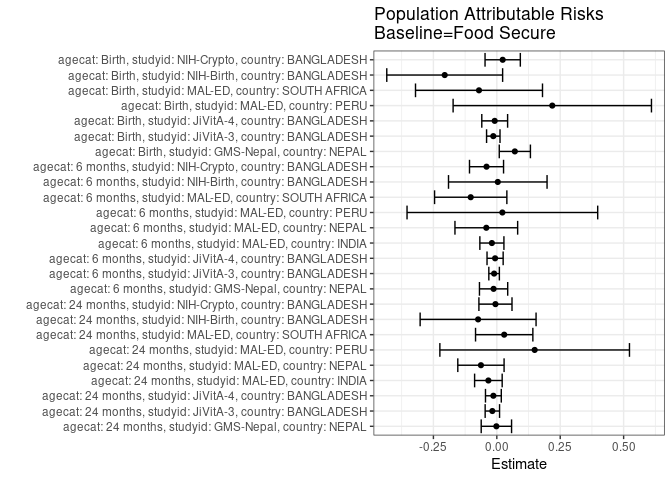 Population Attributable Risks
Baseline=Food Secure
agecat: Birth, studyid: NIH-Crypto, country: BANGLADESH
agecat: Birth, studyid: NIH-Birth, country: BANGLADESH
agecat: Birth, studyid: MAL-ED, country: SOUTH AFRICA
agecat: Birth, studyid: MAL-ED, country: PERU
agecat: Birth, studyid: JiVitA-4, country: BANGLADESH
agecat: Birth, studyid: JiVitA-3, country: BANGLADESH
agecat: Birth, studyid: GMS-Nepal, country: NEPAL
agecat: 6 months, studyid: NIH-Crypto, country: BANGLADESH
agecat: 6 months, studyid: NIH-Birth, country: BANGLADESH
agecat: 6 months, studyid: MAL-ED, country: SOUTH AFRICA
agecat: 6 months, studyid: MAL-ED, country: PERU
agecat: 6 months, studyid: MAL-ED, country: NEPAL
agecat: 6 months, studyid: MAL-ED, country: INDIA
agecat: 6 months, studyid: JiVitA-4, country: BANGLADESH
agecat: 6 months, studyid: JiVitA-3, country: BANGLADESH
agecat: 6 months, studyid: GMS-Nepal, country: NEPAL
agecat: 24 months, studyid: NIH-Crypto, country: BANGLADESH
agecat: 24 months, studyid: NIH-Birth, country: BANGLADESH
agecat: 24 months, studyid: MAL-ED, country: SOUTH AFRICA
agecat: 24 months, studyid: MAL-ED, country: PERU
agecat: 24 months, studyid: MAL-ED, country: NEPAL
agecat: 24 months, studyid: MAL-ED, country: INDIA
agecat: 24 months, studyid: JiVitA-4, country: BANGLADESH
agecat: 24 months, studyid: JiVitA-3, country: BANGLADESH
agecat: 24 months, studyid: GMS-Nepal, country: NEPAL
-0.25 0.00 0.25 0.50
Estimate